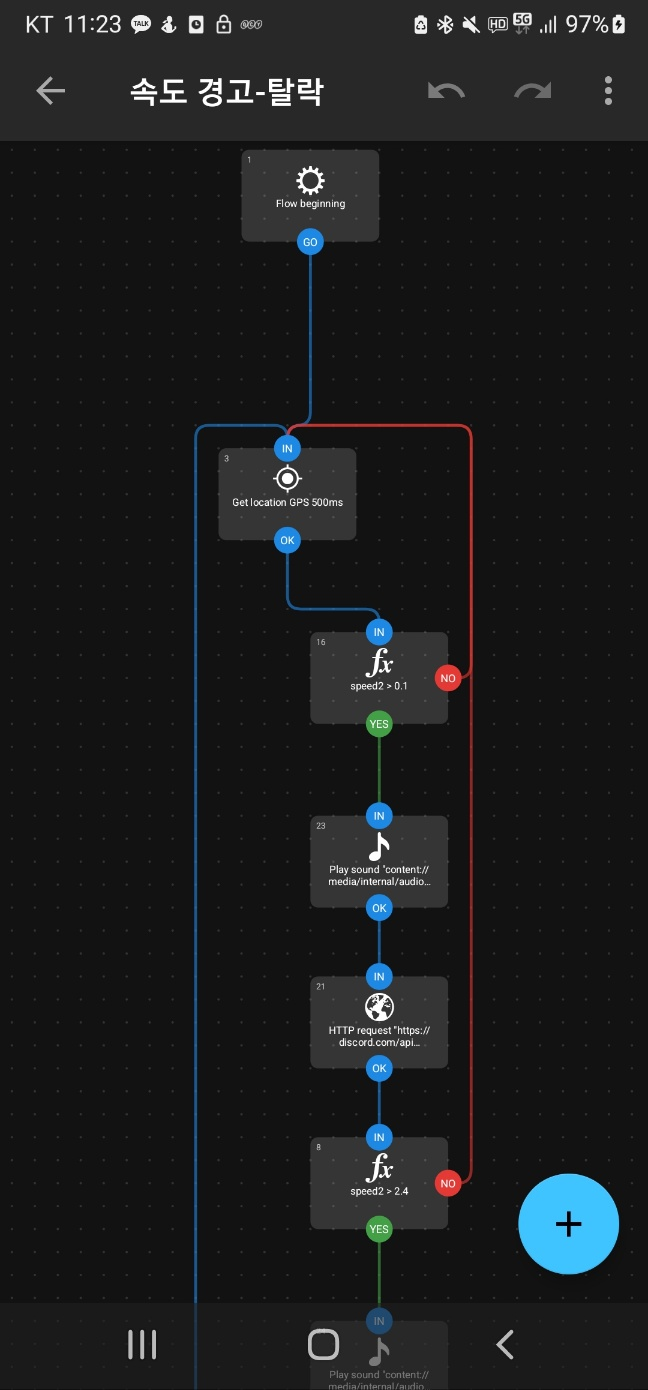 KT 11:23 TALK HD 5G 97%
속도 경고-탈락
1
Flow beginning
GO
IN
3
Get location GPS 500ms
OK
IN
16
speed2 > 0.1
NO
YES
IN
23
Play sound "content://
media/internal/audio...
OK
IN
21
HTTP request "https://
discord.com/api...
OK
IN
8
speed2 > 2.4
NO
YES
IN
Play sound "content://
media/internal/audio...